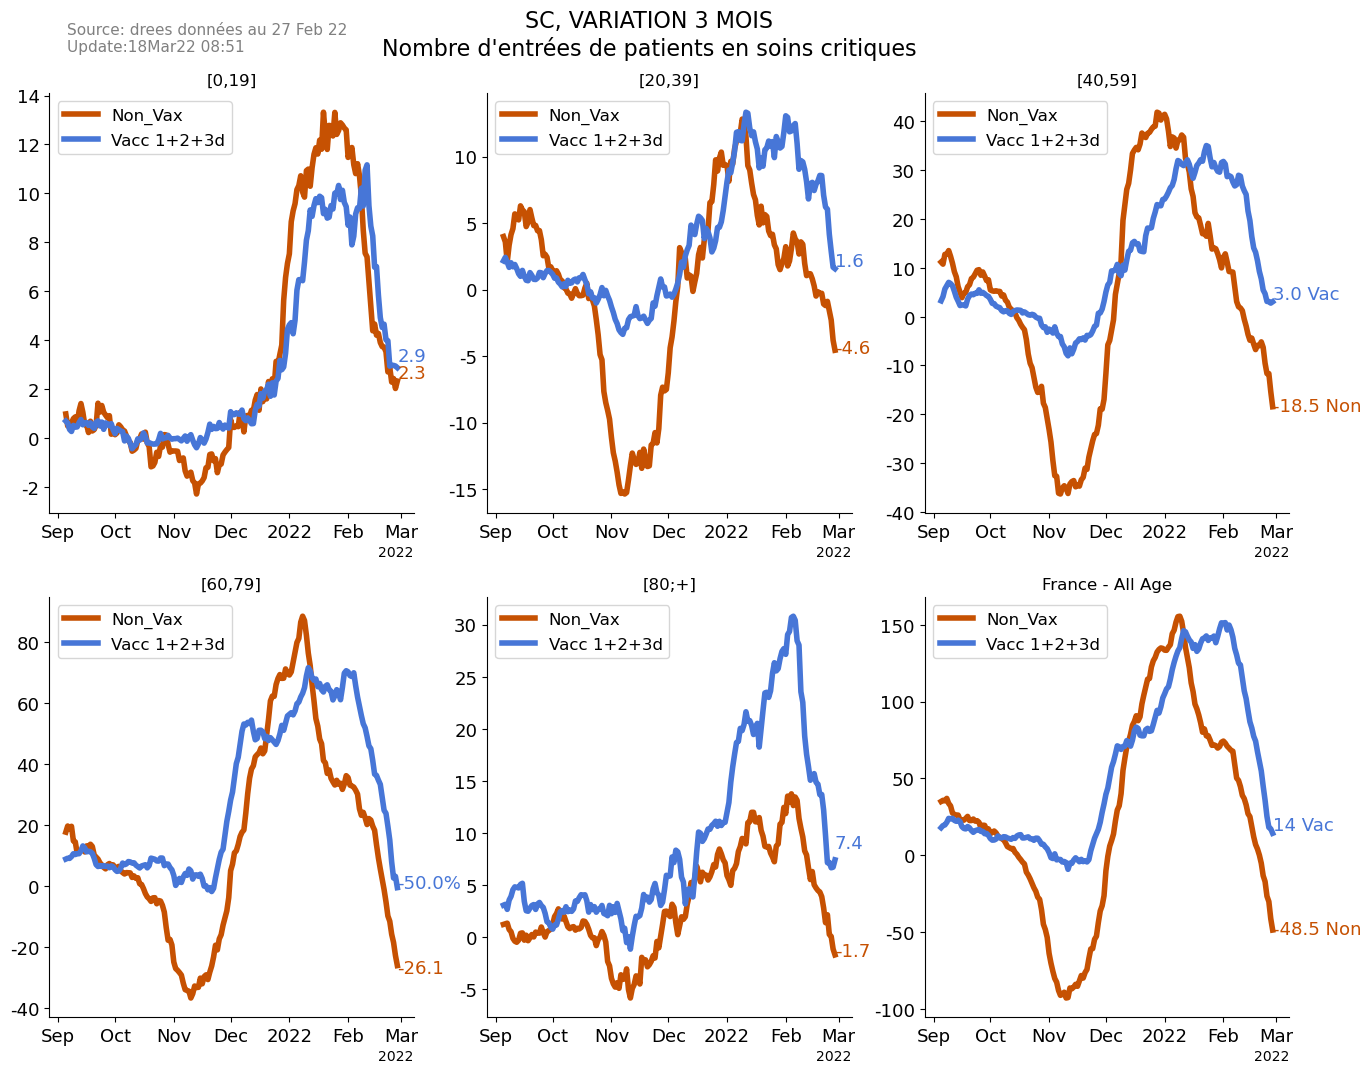 Source: drees données au 27 Feb 22
Update:18Mar22 08:51
SC, VARIATION 3 MOIS
Nombre d'entrées de patients en soins critiques
[0,19]
Non_Vax
Vacc 1+2+3d
14
12
10
8
6
4
2
0
-2
2.9
2.3
Sep Oct Nov Dec 2022 Feb Mar
2022
[20,39]
Non_Vax
Vacc 1+2+3d
10
5
0
-5
-10
-15
1.6
-4.6
Sep Oct Nov Dec 2022 Feb Mar
2022
[40,59]
Non_Vax
Vacc 1+2+3d
40
30
20
10
0
-10
-20
-30
-40
3.0 Vac
-18.5 Non
Sep Oct Nov Dec 2022 Feb Mar
2022
[60,79]
Non_Vax
Vacc 1+2+3d
80
60
40
20
0
-20
-40
-50.0%
-26.1
Sep Oct Nov Dec 2022 Feb Mar
2022
[80;+]
Non_Vax
Vacc 1+2+3d
30
25
20
15
10
5
0
-5
7.4
-1.7
Sep Oct Nov Dec 2022 Feb Mar
2022
France - All Age
Non_Vax
Vacc 1+2+3d
150
100
50
0
-50
-100
14 Vac
-48.5 Non
Sep Oct Nov Dec 2022 Feb Mar
2022